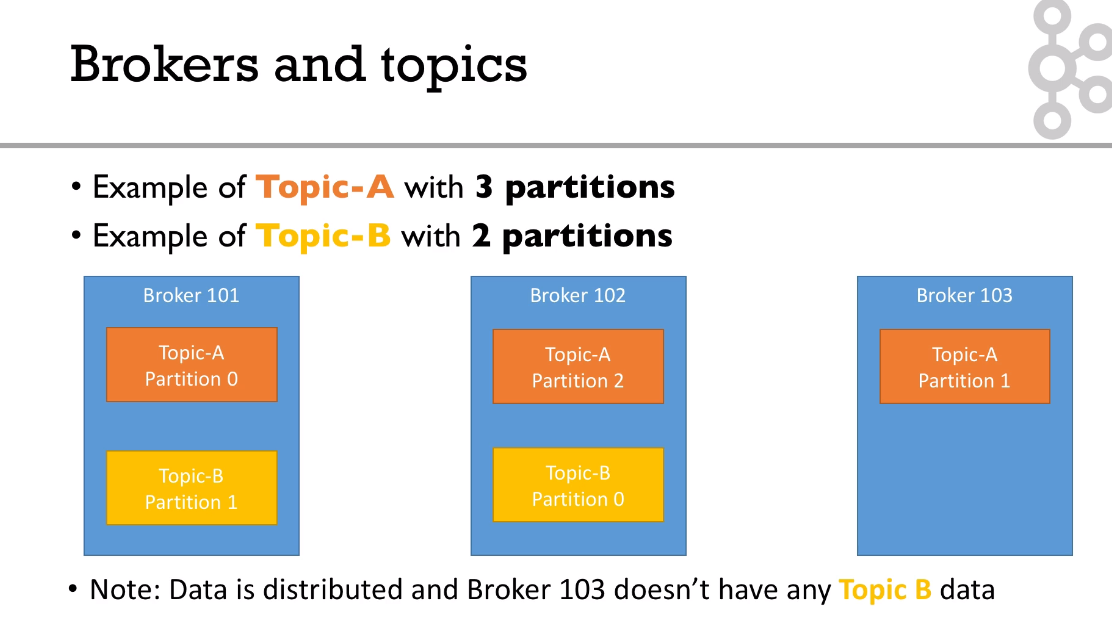 Brokers and topics
• Example of Topic-A with 3 partitions
• Example of Topic-B with 2 partitions
Broker 101
Topic-A
Partition 0
Topic-B
Partition 1
Broker 102
Topic-A
Partition 2
Topic-B
Partition 0
Broker 103
Topic-A
Partition 1
• Note: Data is distributed and Broker 103 doesn’t have any Topic B data